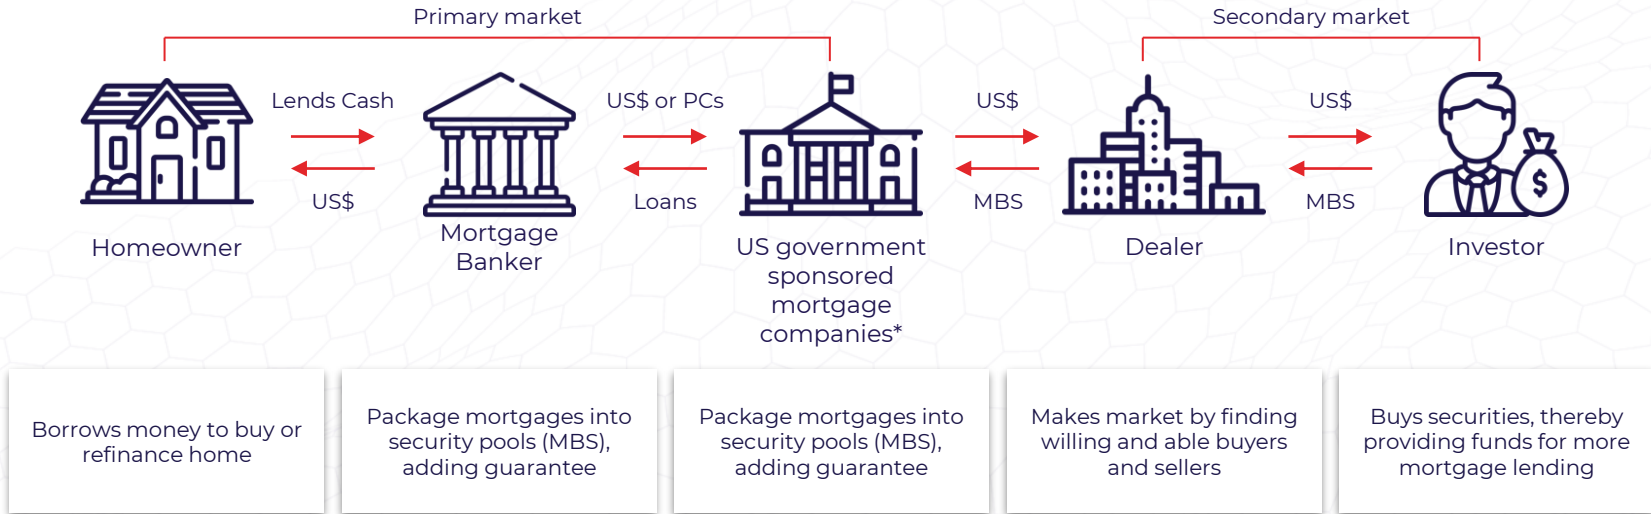 Primary market
Secondary market
Lends Cash
US$ or PCs
US$
US$
US$
Loans
MBS
MBS
$
Homeowner
Mortgage
Banker
US government
sponsored
mortgage
companies*
Dealer
Investor
Borrows money to buy or
refinance home
Package mortgages into
security pools (MBS),
adding guarantee
Package mortgages into
security pools (MBS),
adding guarantee
Makes market by finding
willing and able buyers
and sellers
Buys securities, thereby
providing funds for more
mortgage lending